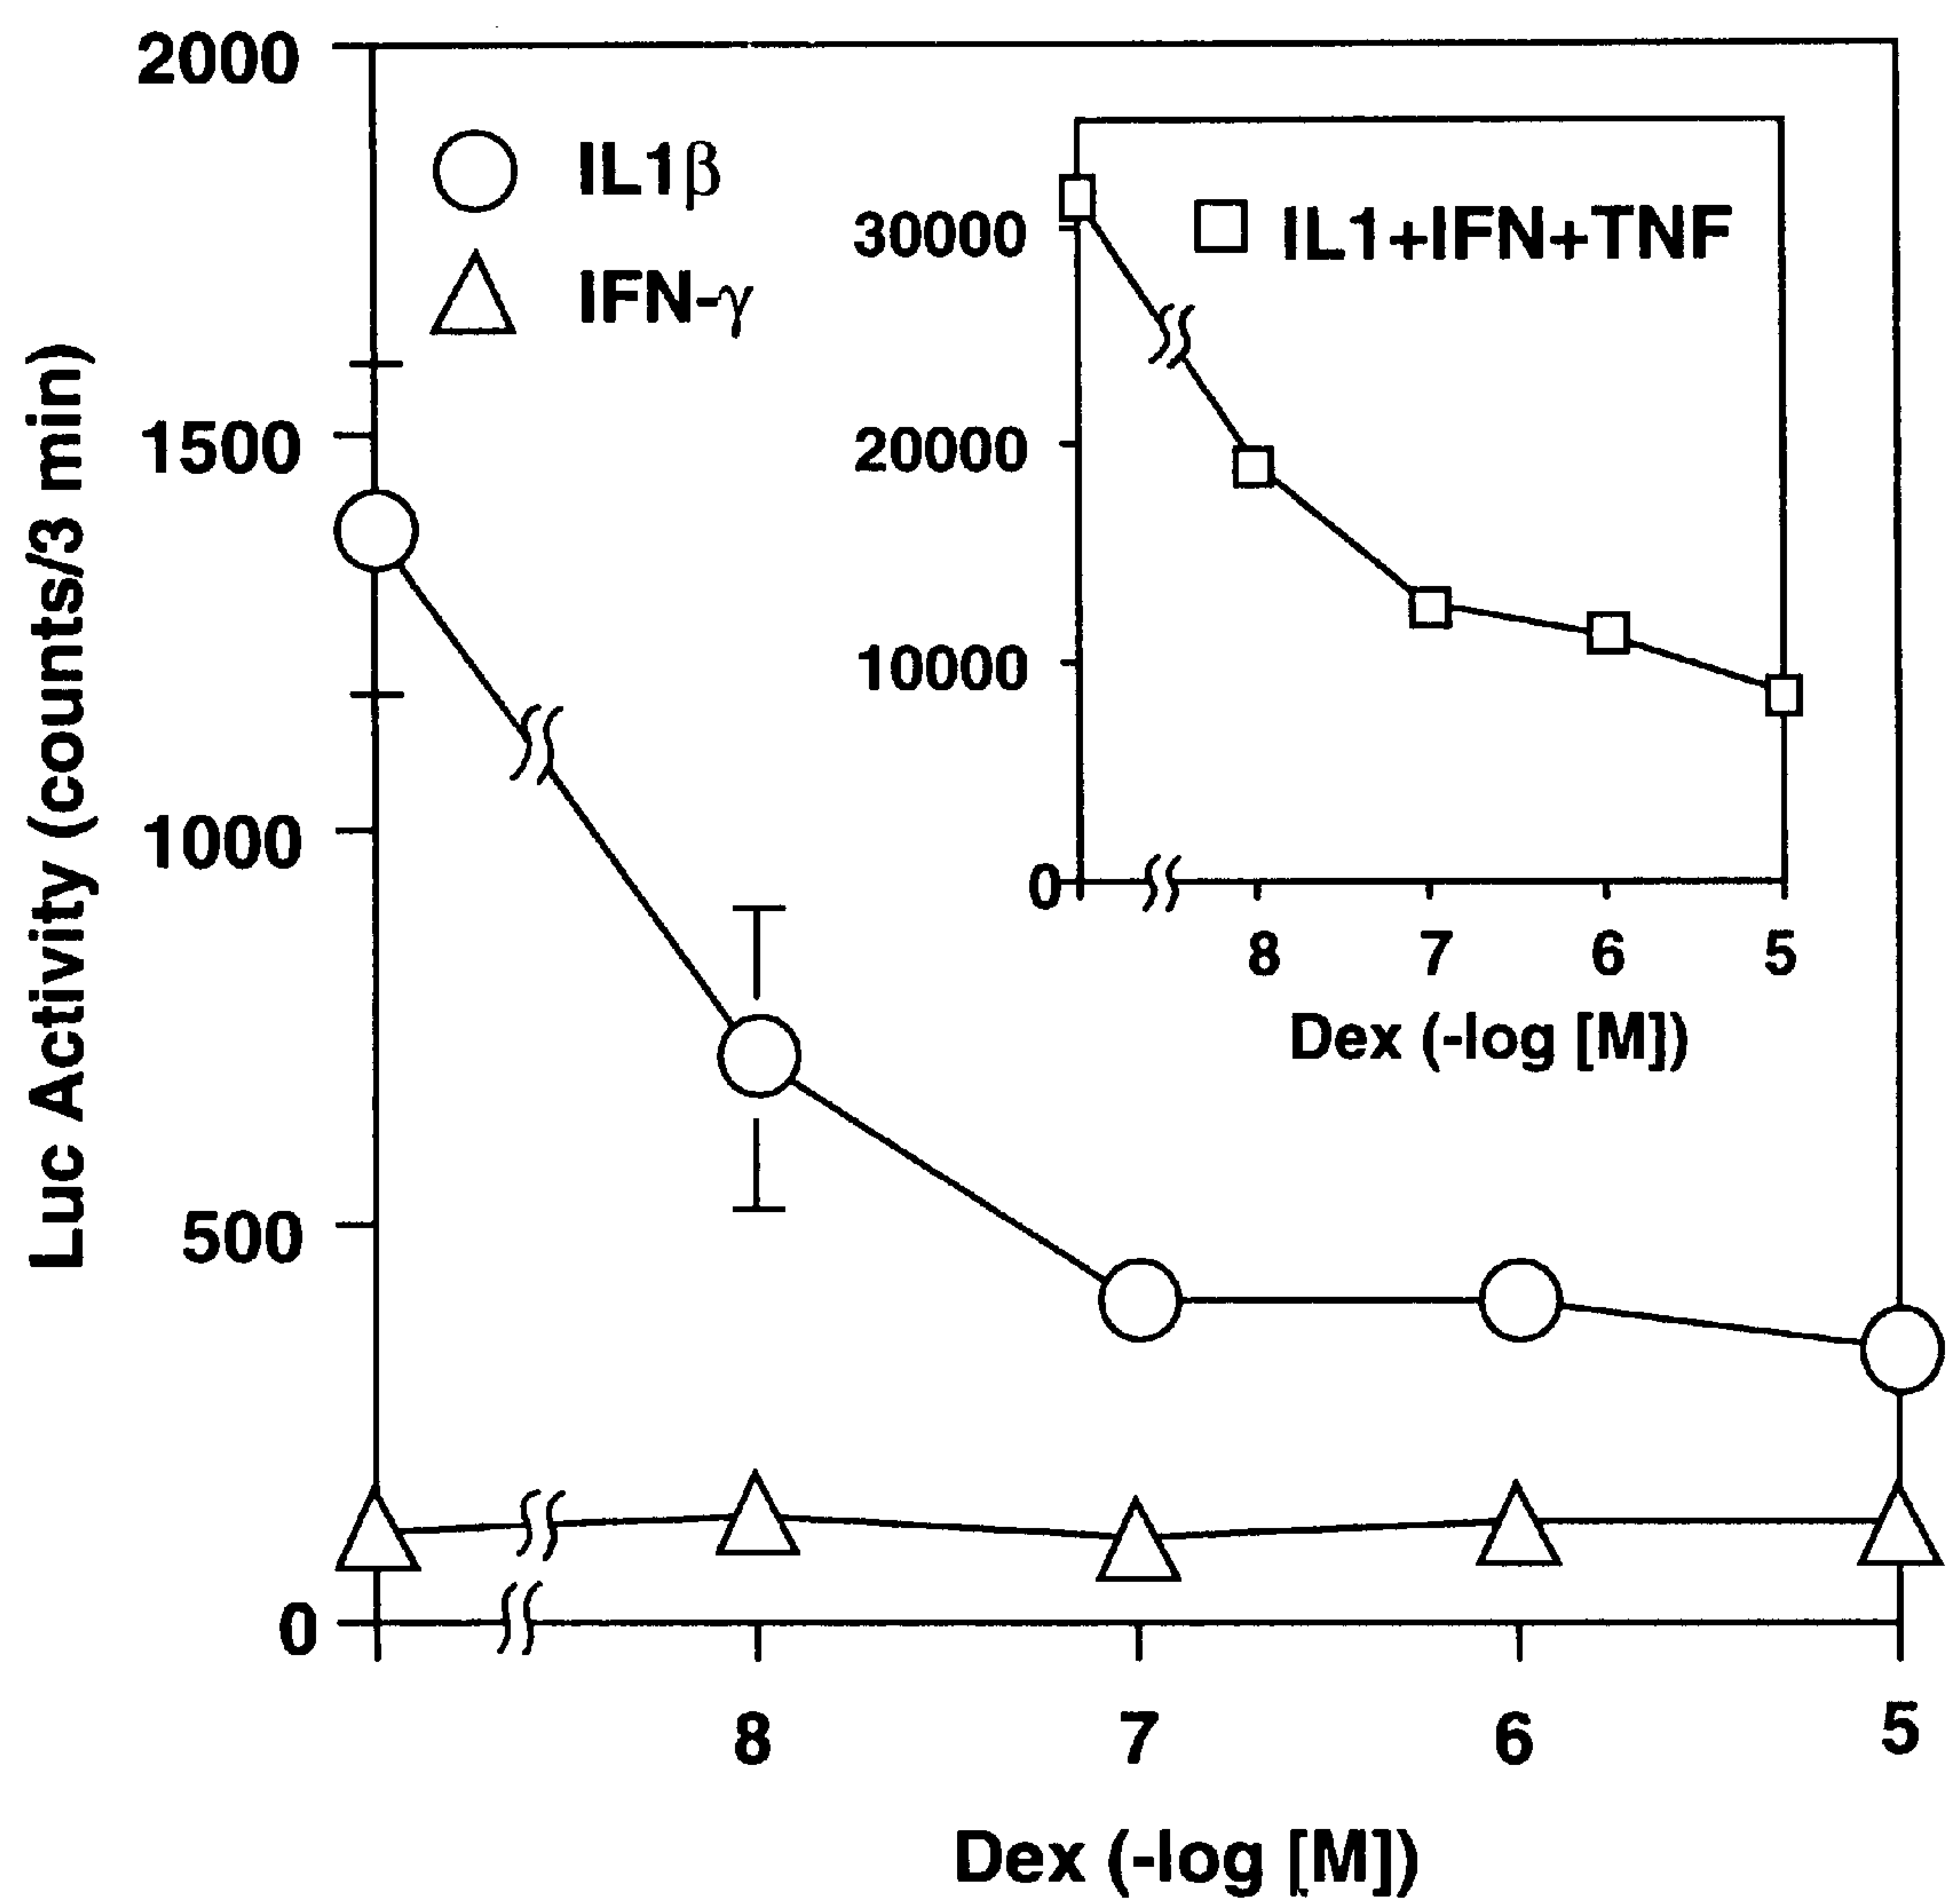 Luc Activity (counts/3 min)
2000
1500
1000
500
0
IL1β
IFN-γ
30000
20000
10000
0
IL1+IFN+TNF
8 7 6 5
Dex (-log [M])
8 7 6 5
Dex (-log [M])